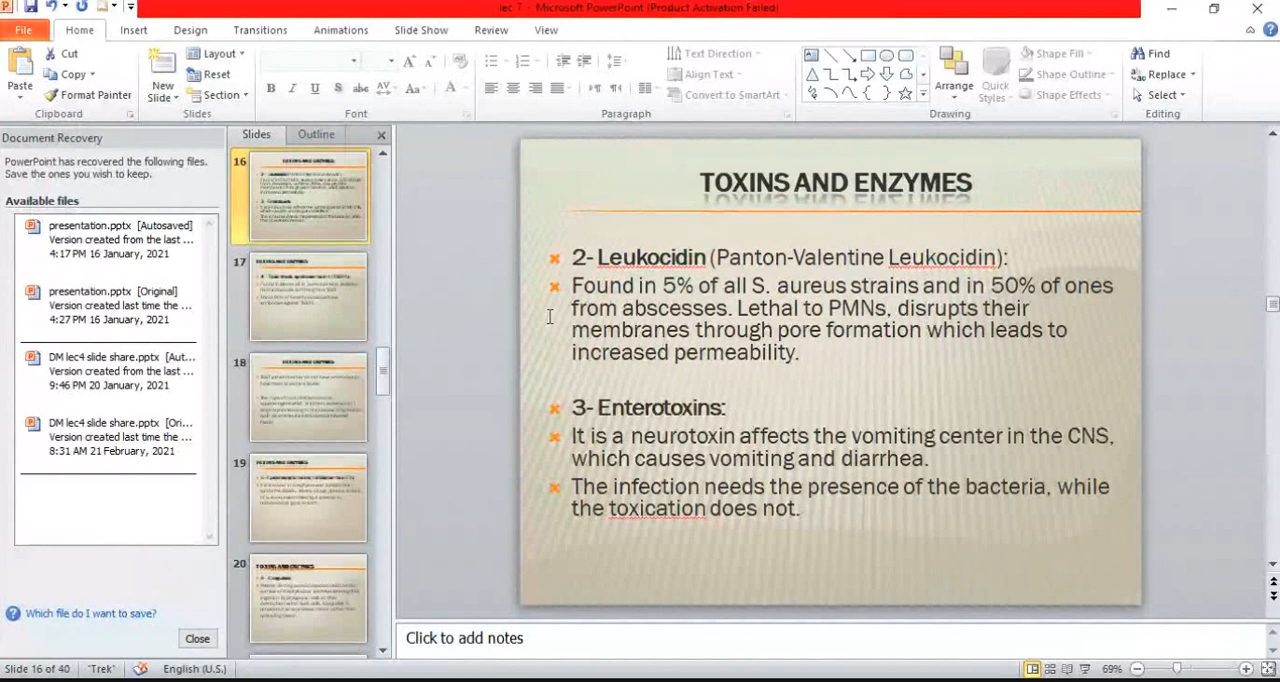 lec 7 - Microsoft PowerPoint (Product Activation Failed)
File Home Insert Design Transitions Animations Slide Show Review View
Cut
Copy
Format Painter
Paste
Clipboard
New Slide
Layout
Reset
Section
Slides
Font
Text Direction
Align Text
Convert to SmartArt
Paragraph
Arrange
Quick Styles
Shape Fill
Shape Outline
Shape Effects
Drawing
Find
Replace
Select
Editing
Document Recovery
PowerPoint has recovered the following files.
Save the ones you wish to keep.
Available files
presentation.pptx [Autosaved]
Version created from the last ...
4:17 PM 16 January, 2021
presentation.pptx [Original]
Version created from the last ...
4:27 PM 16 January, 2021
DM lec4 slide share.pptx [Aut...
Version created from the last ...
9:46 PM 20 January, 2021
DM lec4 slide share.pptx [Ori...
Version created last time the ...
8:31 AM 21 February, 2021
Which file do I want to save?
Close
Slides Outline
16
17
18
19
20
TOXINS AND ENZYMES
2- Leukocidin (Panton-Valentine Leukocidin):
Found in 5% of all S. aureus strains and in 50% of ones
from abscesses. Lethal to PMNs, disrupts their
membranes through pore formation which leads to
increased permeability.
3- Enterotoxins:
It is a neurotoxin affects the vomiting center in the CNS,
which causes vomiting and diarrhea.
The infection needs the presence of the bacteria, while
the toxication does not.
Click to add notes
Slide 16 of 40 "Trek" English (U.S.) 69%